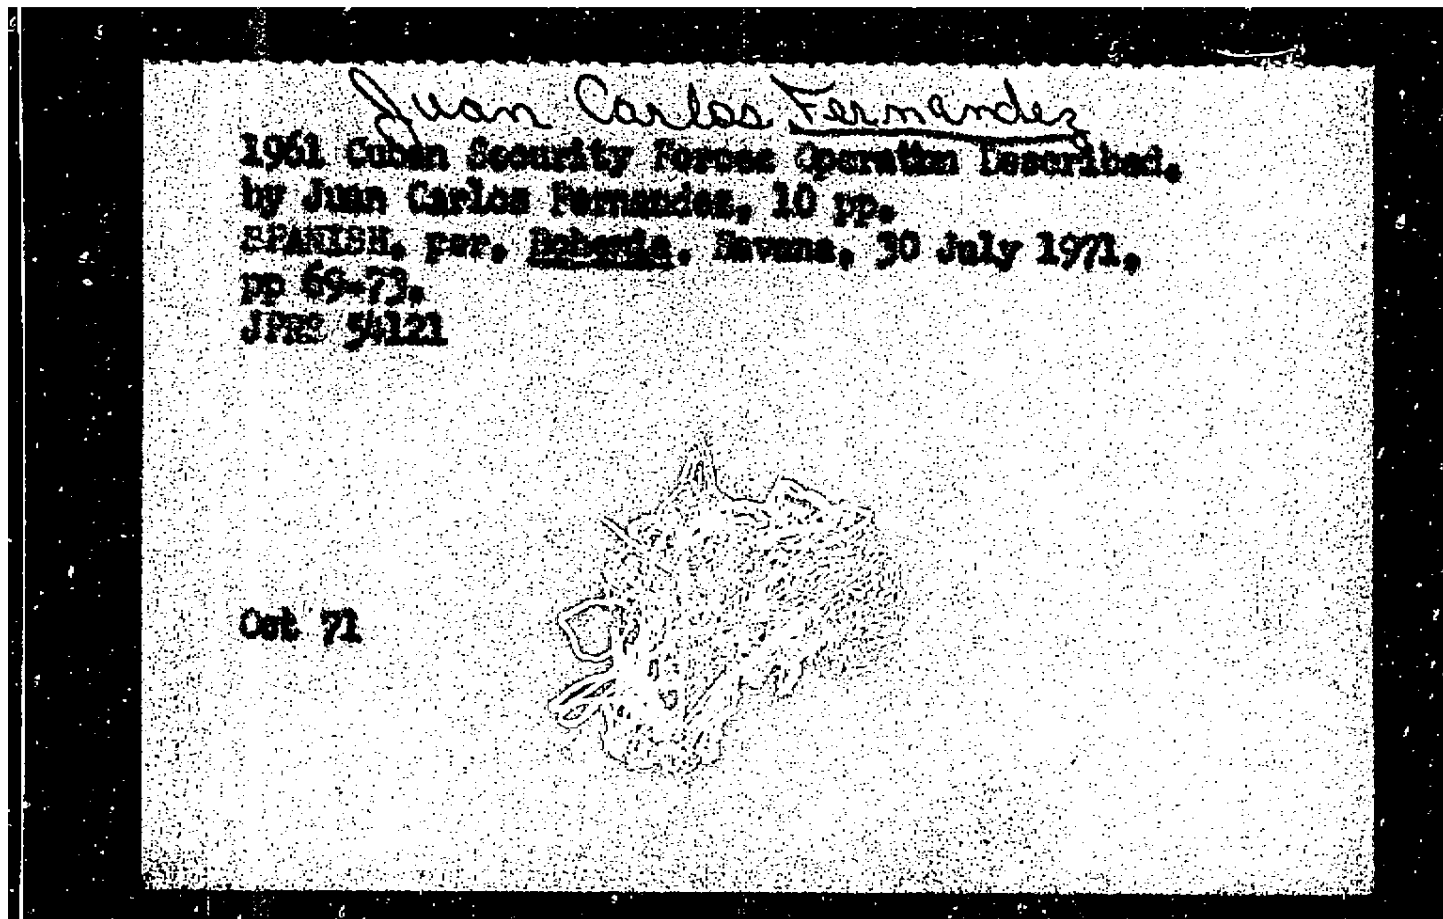 Juan Carlos Fernandez
1961 Cuban Security Forces Operation Described,
by Juan Carlos Fernandez, 10 pp.
SPANISH, per, Bohemia, Havana, 30 July 1971,
pp 69-73.
JPRS 54121
Oct 71